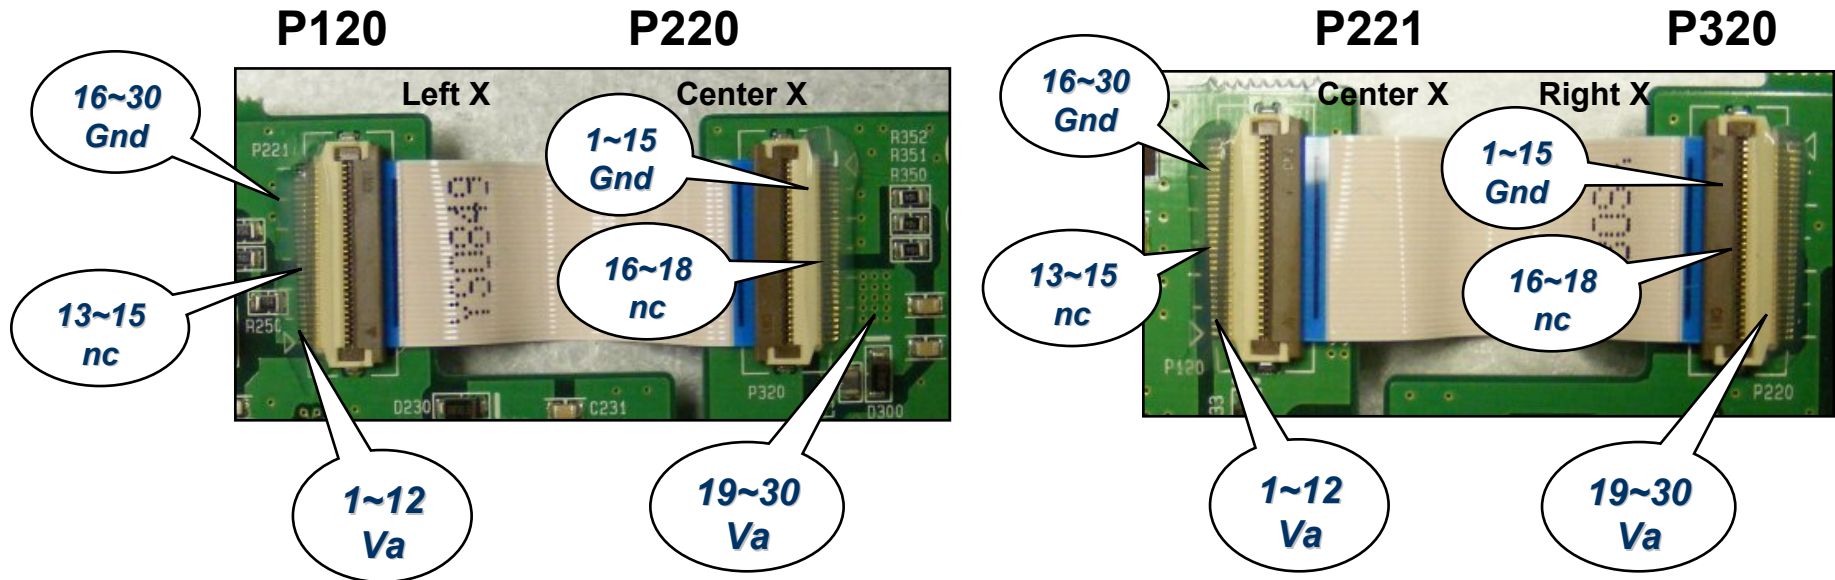 P120
P220
P221
P320
Left X
Center X
Center X
Right X
16~30
Gnd
1~15
Gnd
16~18
nc
13~15
nc
1~12
Va
19~30
Va
P221
R352
R351
R350
R250
D230
C231
P320
D300
16~30
Gnd
1~15
Gnd
13~15
nc
16~18
nc
1~12
Va
19~30
Va
P120
33
P220